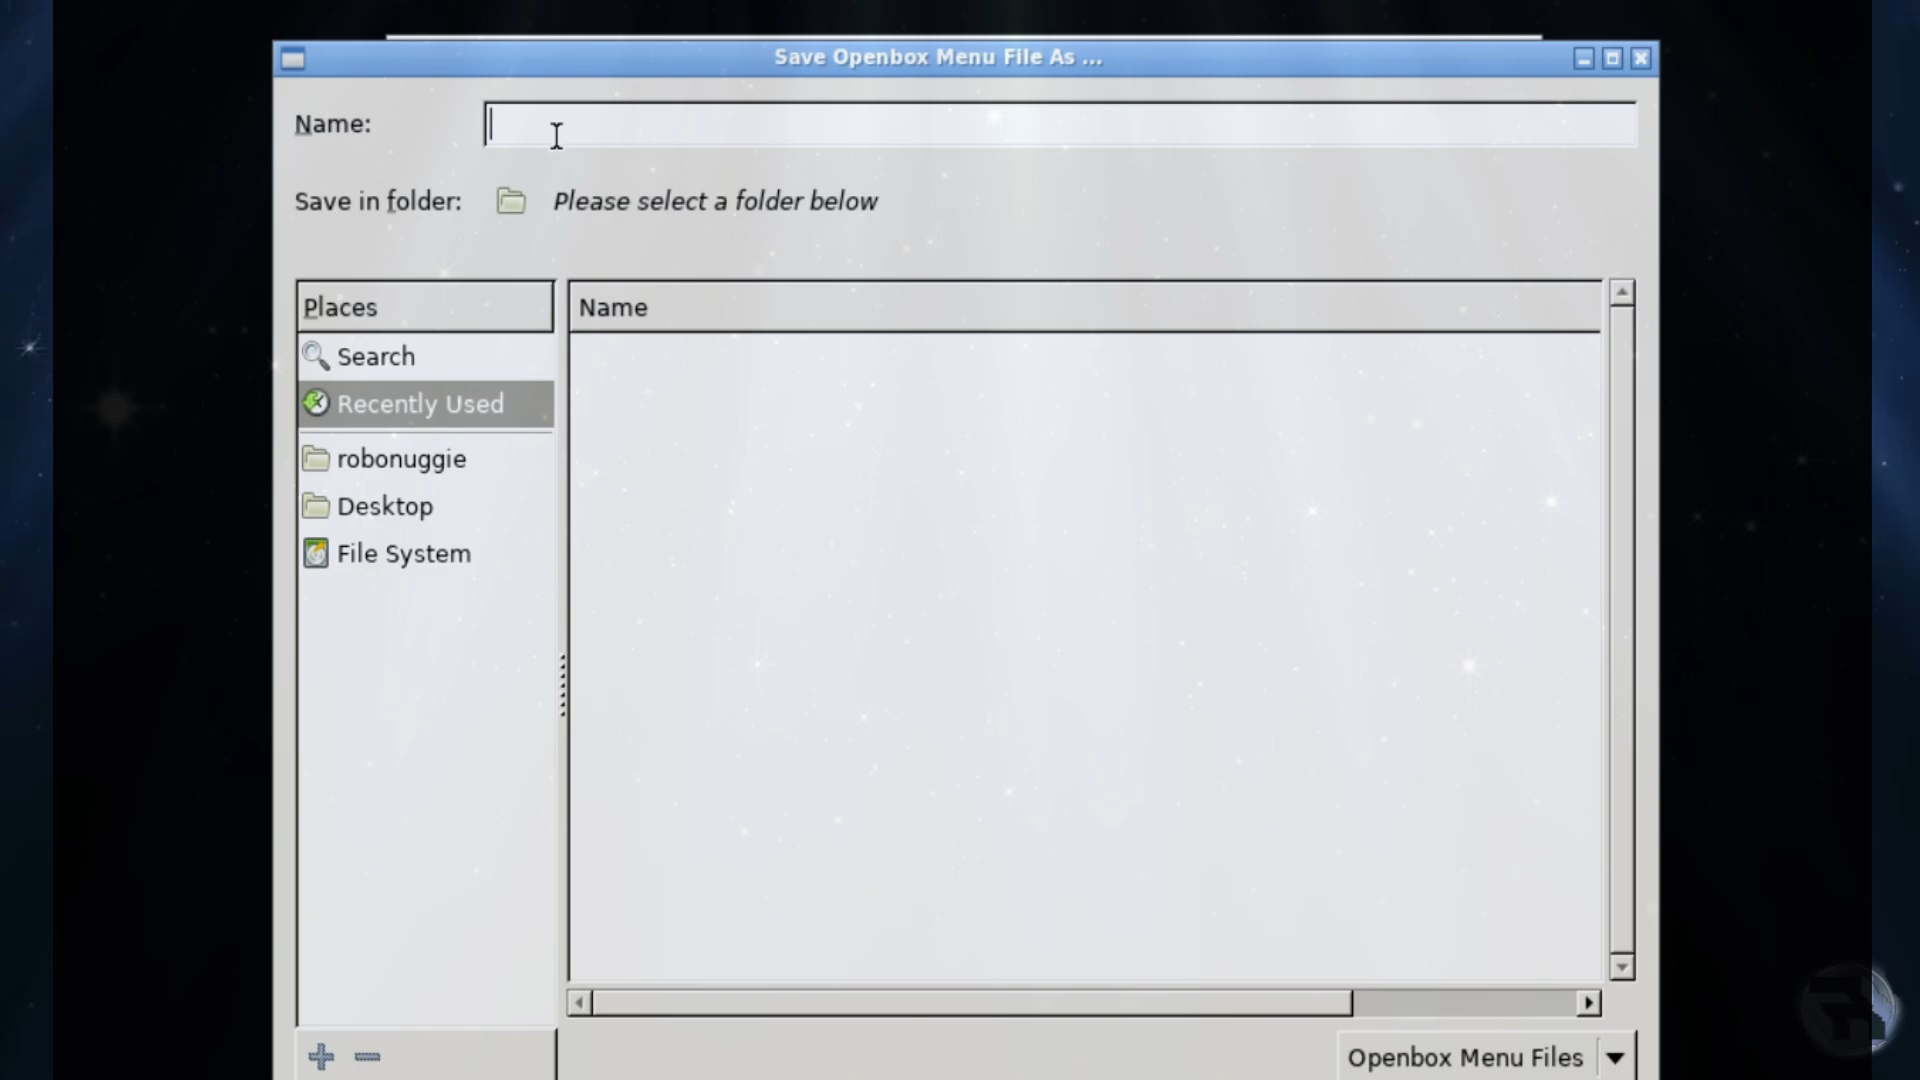 Save Openbox Menu File As ...
Name:
Save in folder: Please select a folder below
Places
Name
Search
Recently Used
robonuggie
Desktop
File System
Openbox Menu Files